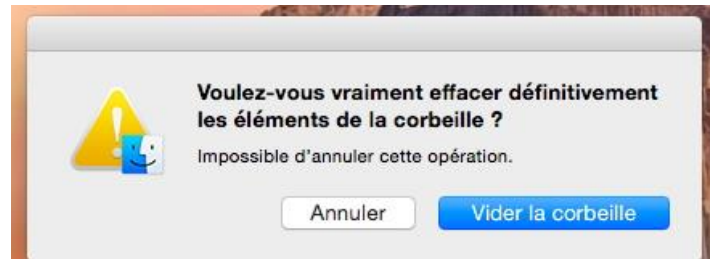 Voulez-vous vraiment effacer définitivement
les éléments de la corbeille ?
Impossible d'annuler cette opération.
Annuler
Vider la corbeille